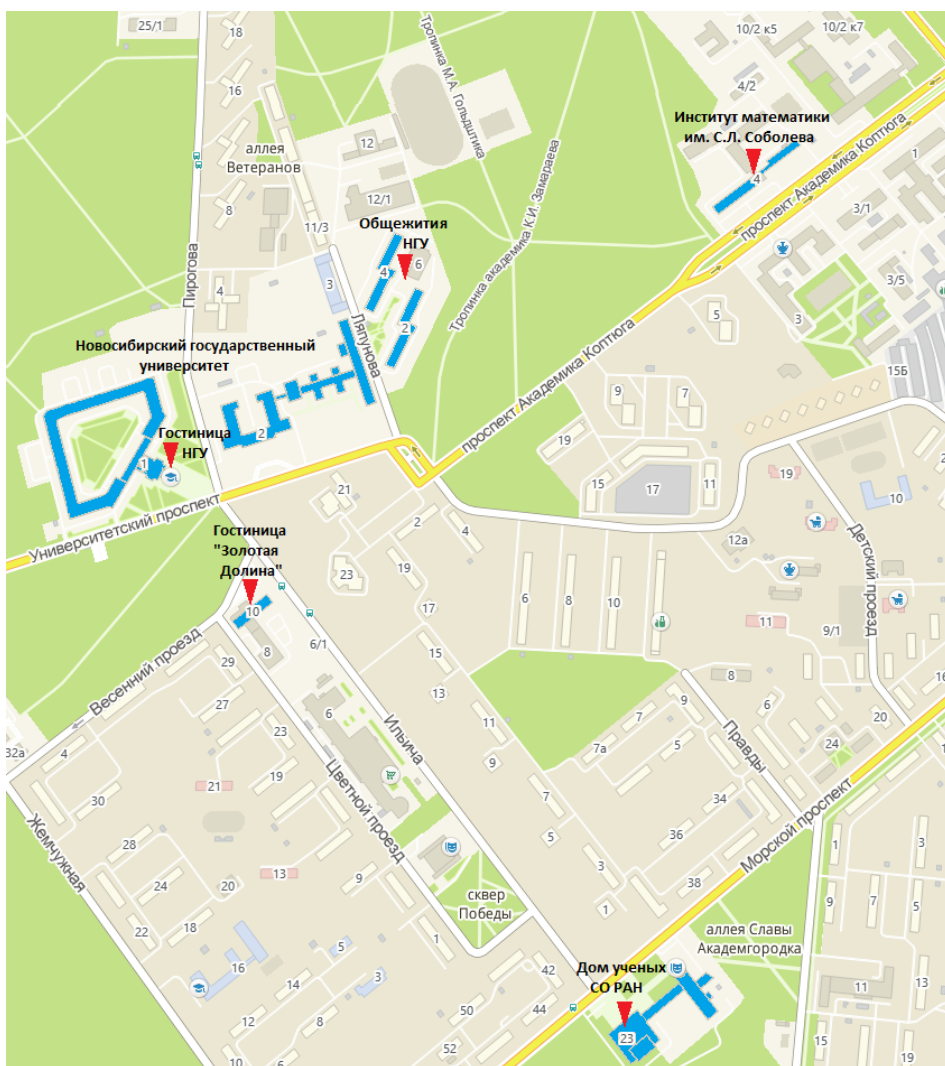 25/1
18
10/2 к5
10/2 к7
Тропинка М.А. Гольдштика
16
4/2
Институт математики
им. С.Л. Соболева
4
1
аллея
Ветеранов
12
Тропинка академика К.И. Замараева
проспект Академика Коптюга
12/1
3/1
8
11/3
Общежития
НГУ
6
4
3
4
2
3/5
5
3
Пирогова
Ляпунова
Новосибирский государственный
университет
15Б
проспект Академика Коптюга
9
7
2
Гостиница
НГУ
1
19
15
17
11
19
10
2
Университетский проспект
21
2
4
Гостиница
"Золотая
Долина"
12а
Детский проезд
23
19
10
17
6
8
10
11
9/1
8
6/1
15
Весенний проезд
29
13
8
16
27
9
6
20
7
6
11
Ильича
23
7а
5
Правды
24
32а
4
9
19
Цветной проезд
21
30
7
34
Морской проспект
Жемчужная
28
5
36
1
3
13
3
24
20
9
38
9
7
5
сквер
Победы
1
22
18
аллея Славы
Академгородка
1
5
Дом ученых
СО РАН
42
16
3
11
14
50
44
23
12
8
52
15
19
10
6